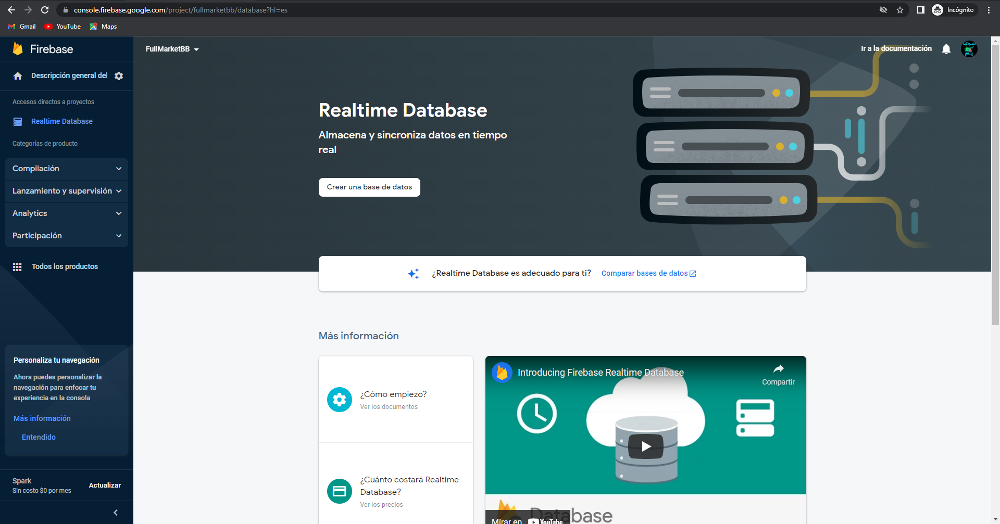 console.firebase.google.com/project/fullmarketbb/database?hl=es
Incógnito
Gmail
YouTube
Maps
Firebase
FullMarketBB
Ir a la documentación
Descripción general del
Accesos directos a proyectos
Realtime Database
Categorías de producto
Compilación
Lanzamiento y supervisión
Analytics
Participación
Todos los productos
Personaliza tu navegación
Ahora puedes personalizar la
navegación para enfocar tu
experiencia en la consola
Más información
Entendido
Spark
Sin costo $0 por mes
Actualizar
Realtime Database
Almacena y sincroniza datos en tiempo
real
Crear una base de datos
¿Realtime Database es adecuado para ti?
Comparar bases de datos
Más información
¿Cómo empiezo?
Ver los documentos
¿Cuánto costará Realtime
Database?
Ver los precios
Introducing Firebase Realtime Database
Compartir
Database
Mirar en
YouTube